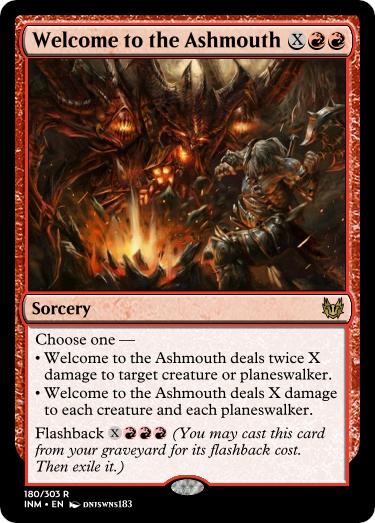 Welcome to the Ashmouth X
Sorcery
Choose one —
• Welcome to the Ashmouth deals twice X
damage to target creature or planeswalker.
• Welcome to the Ashmouth deals X damage
to each creature and each planeswalker.
Flashback X (You may cast this card
from your graveyard for its flashback cost.
Then exile it.)
180/303 R
INM • EN DNJSWNS183